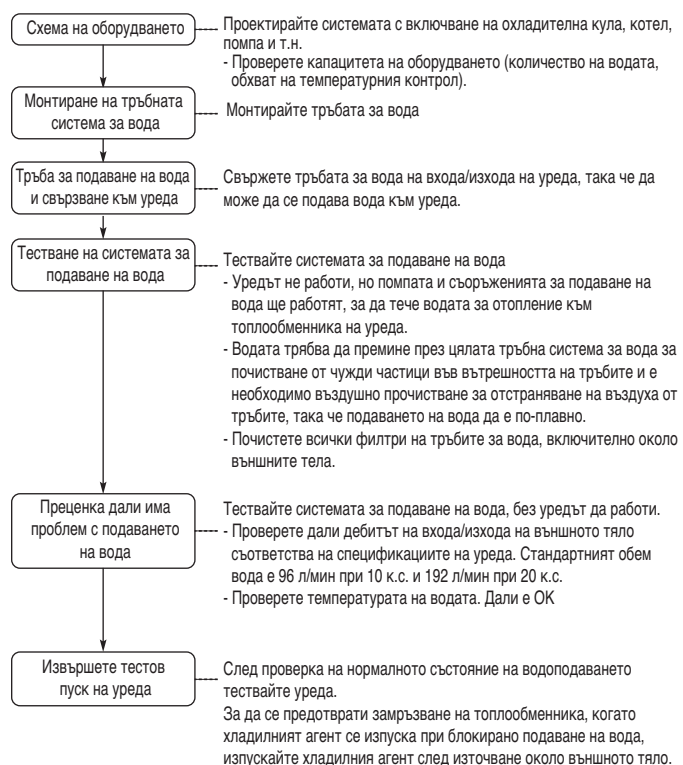 Схема на оборудването
Проектирайте системата с включване на охладителна кула, котел,
помпа и т.н.
- Проверете капацитета на оборудването (количество на водата,
обхват на температурния контрол).
Монтиране на тръбната
система за вода
Монтирайте тръбата за вода
Тръба за подаване на вода
и свързване към уреда
Свържете тръбата за вода на входа/изхода на уреда, така че да
може да се подава вода към уреда.
Тестване на системата за
подаване на вода
Тествайте системата за подаване на вода
- Уредът не работи, но помпата и съоръженията за подаване на
вода ще работят, за да тече водата за отопление към
топлообменника на уреда.
- Водата трябва да премине през цялата тръбна система за вода за
почистване от чужди частици във вътрешността на тръбите и е
необходимо въздушно прочистване за отстраняване на въздуха от
тръбите, така че подаването на вода да е по-плавно.
- Почистете всички филтри на тръбите за вода, включително около
външните тела.
Преценка дали има
проблем с подаването
на вода
Тествайте системата за подаване на вода, без уредът да работи.
- Проверете дали дебитът на входа/изхода на външното тяло
съответства на спецификациите на уреда. Стандартният обем
вода е 96 л/мин при 10 к.с. и 192 л/мин при 20 к.с.
- Проверете температурата на водата. Дали е OK
Извършете тестов
пуск на уреда
След проверка на нормалното състояние на водоподаването
тествайте уреда.
За да се предотврати замръзване на топлообменника, когато
хладилният агент се изпуска при блокирано подаване на вода,
изпускайте хладилния агент след източване около външното тяло.